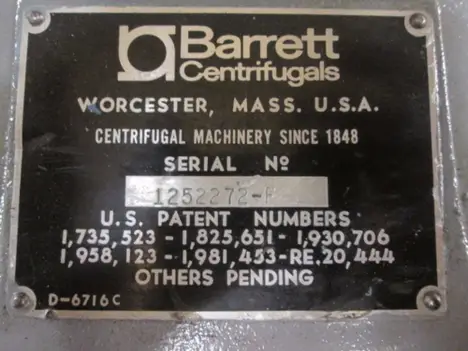 Barrett
Centrifugals
WORCESTER, MASS. U.S.A.
CENTRIFUGAL MACHINERY SINCE 1848
SERIAL Nº
U.S. PATENT NUMBERS
1,735,523 - 1,825,651 - 1,930,706
1,958,123 - 1,981,453 - RE.20,444
OTHERS PENDING
D-6716C